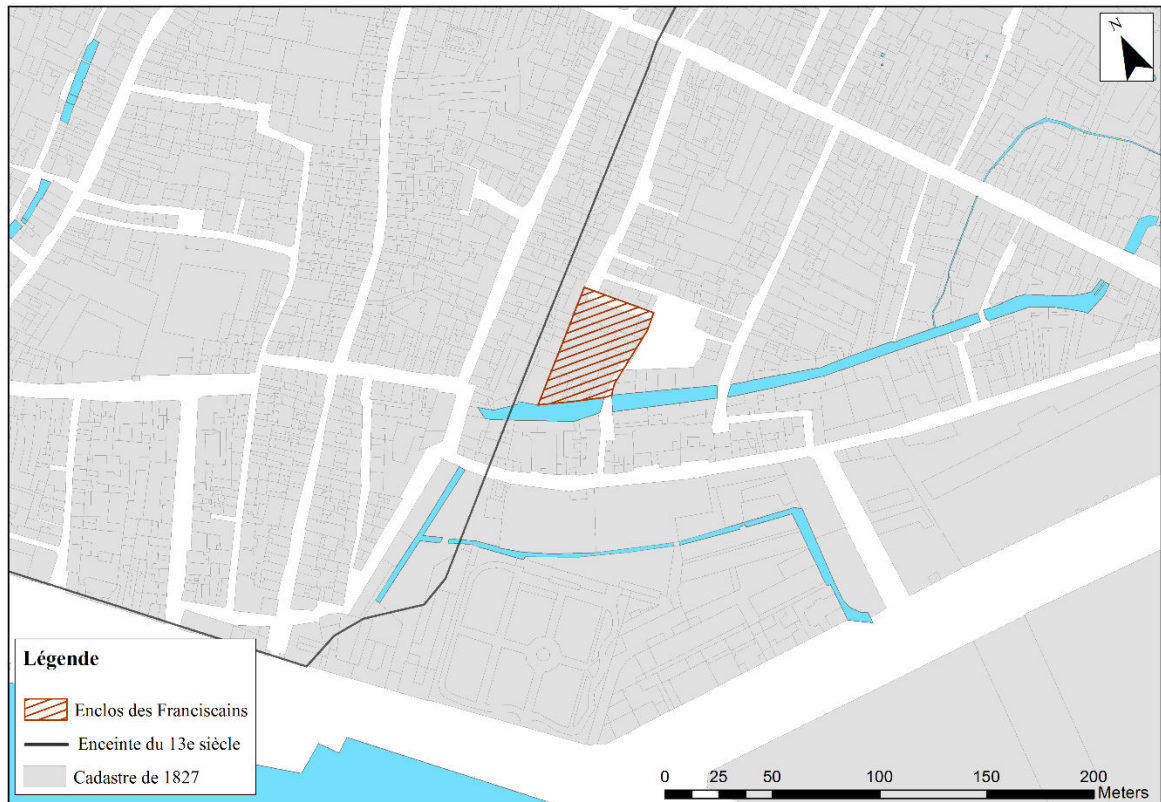 N
Légende
Enclos des Franciscains
Enceinte du 13e siècle
Cadastre de 1827
0 25 50 100 150 200
Meters